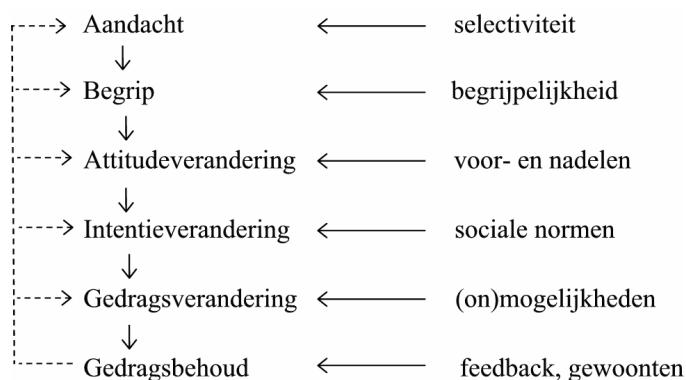 Aandacht selectiviteit
Begrip begrijpelijkheid
Attitudeverandering voor- en nadelen
Intentieverandering sociale normen
Gedragsverandering (on)mogelijkheden
Gedragsbehoud feedback, gewoonten